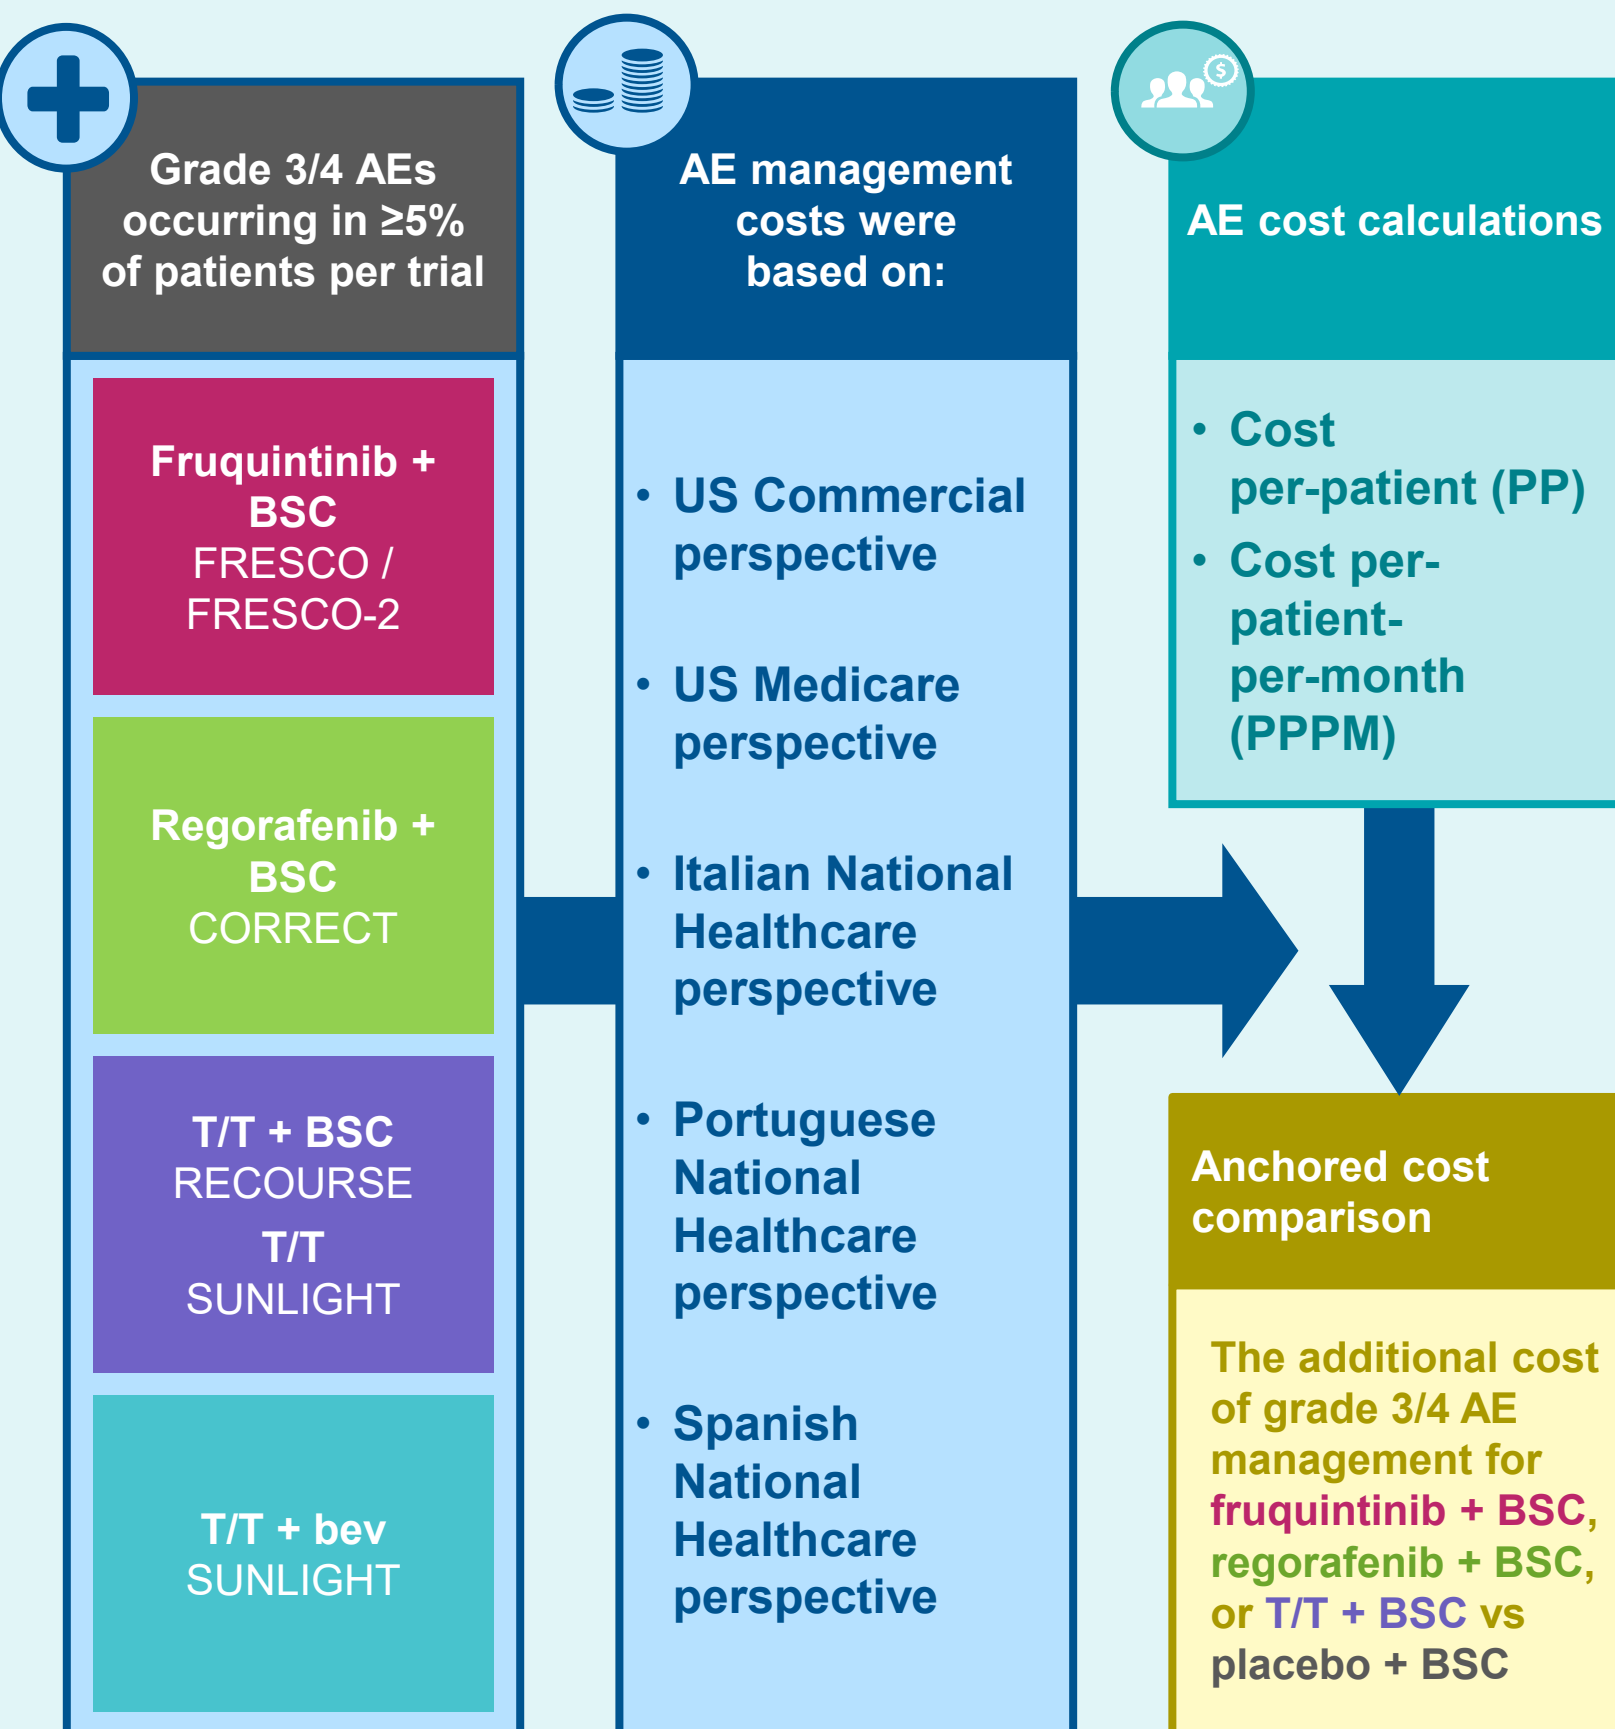 Grade 3/4 AEs
occurring in ≥5%
of patients per trial
Fruquintinib +
BSC
FRESCO /
FRESCO-2
Regorafenib +
BSC
CORRECT
T/T + BSC
RECOURSE
T/T
SUNLIGHT
T/T + bev
SUNLIGHT
AE management
costs were
based on:
• US Commercial
perspective
• US Medicare
perspective
• Italian National
Healthcare
perspective
• Portuguese
National
Healthcare
perspective
• Spanish
National
Healthcare
perspective
$
AE cost calculations
• Cost
per-patient (PP)
• Cost per-
patient-
per-month
(PPPM)
Anchored cost
comparison
The additional cost
of grade 3/4 AE
management for
fruquintinib + BSC,
regorafenib + BSC,
or T/T + BSC vs
placebo + BSC